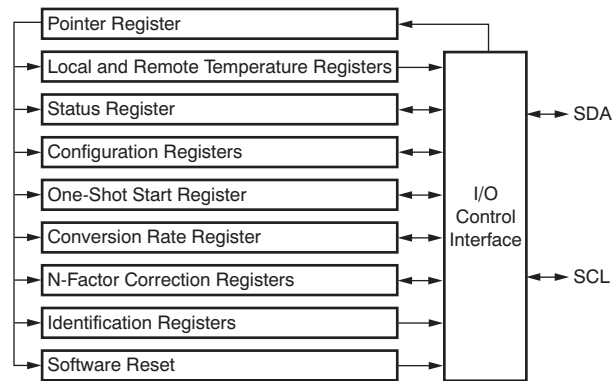 Pointer Register
Local and Remote Temperature Registers
Status Register
Configuration Registers
One-Shot Start Register
Conversion Rate Register
N-Factor Correction Registers
Identification Registers
Software Reset
I/O
Control
Interface
SDA
SCL